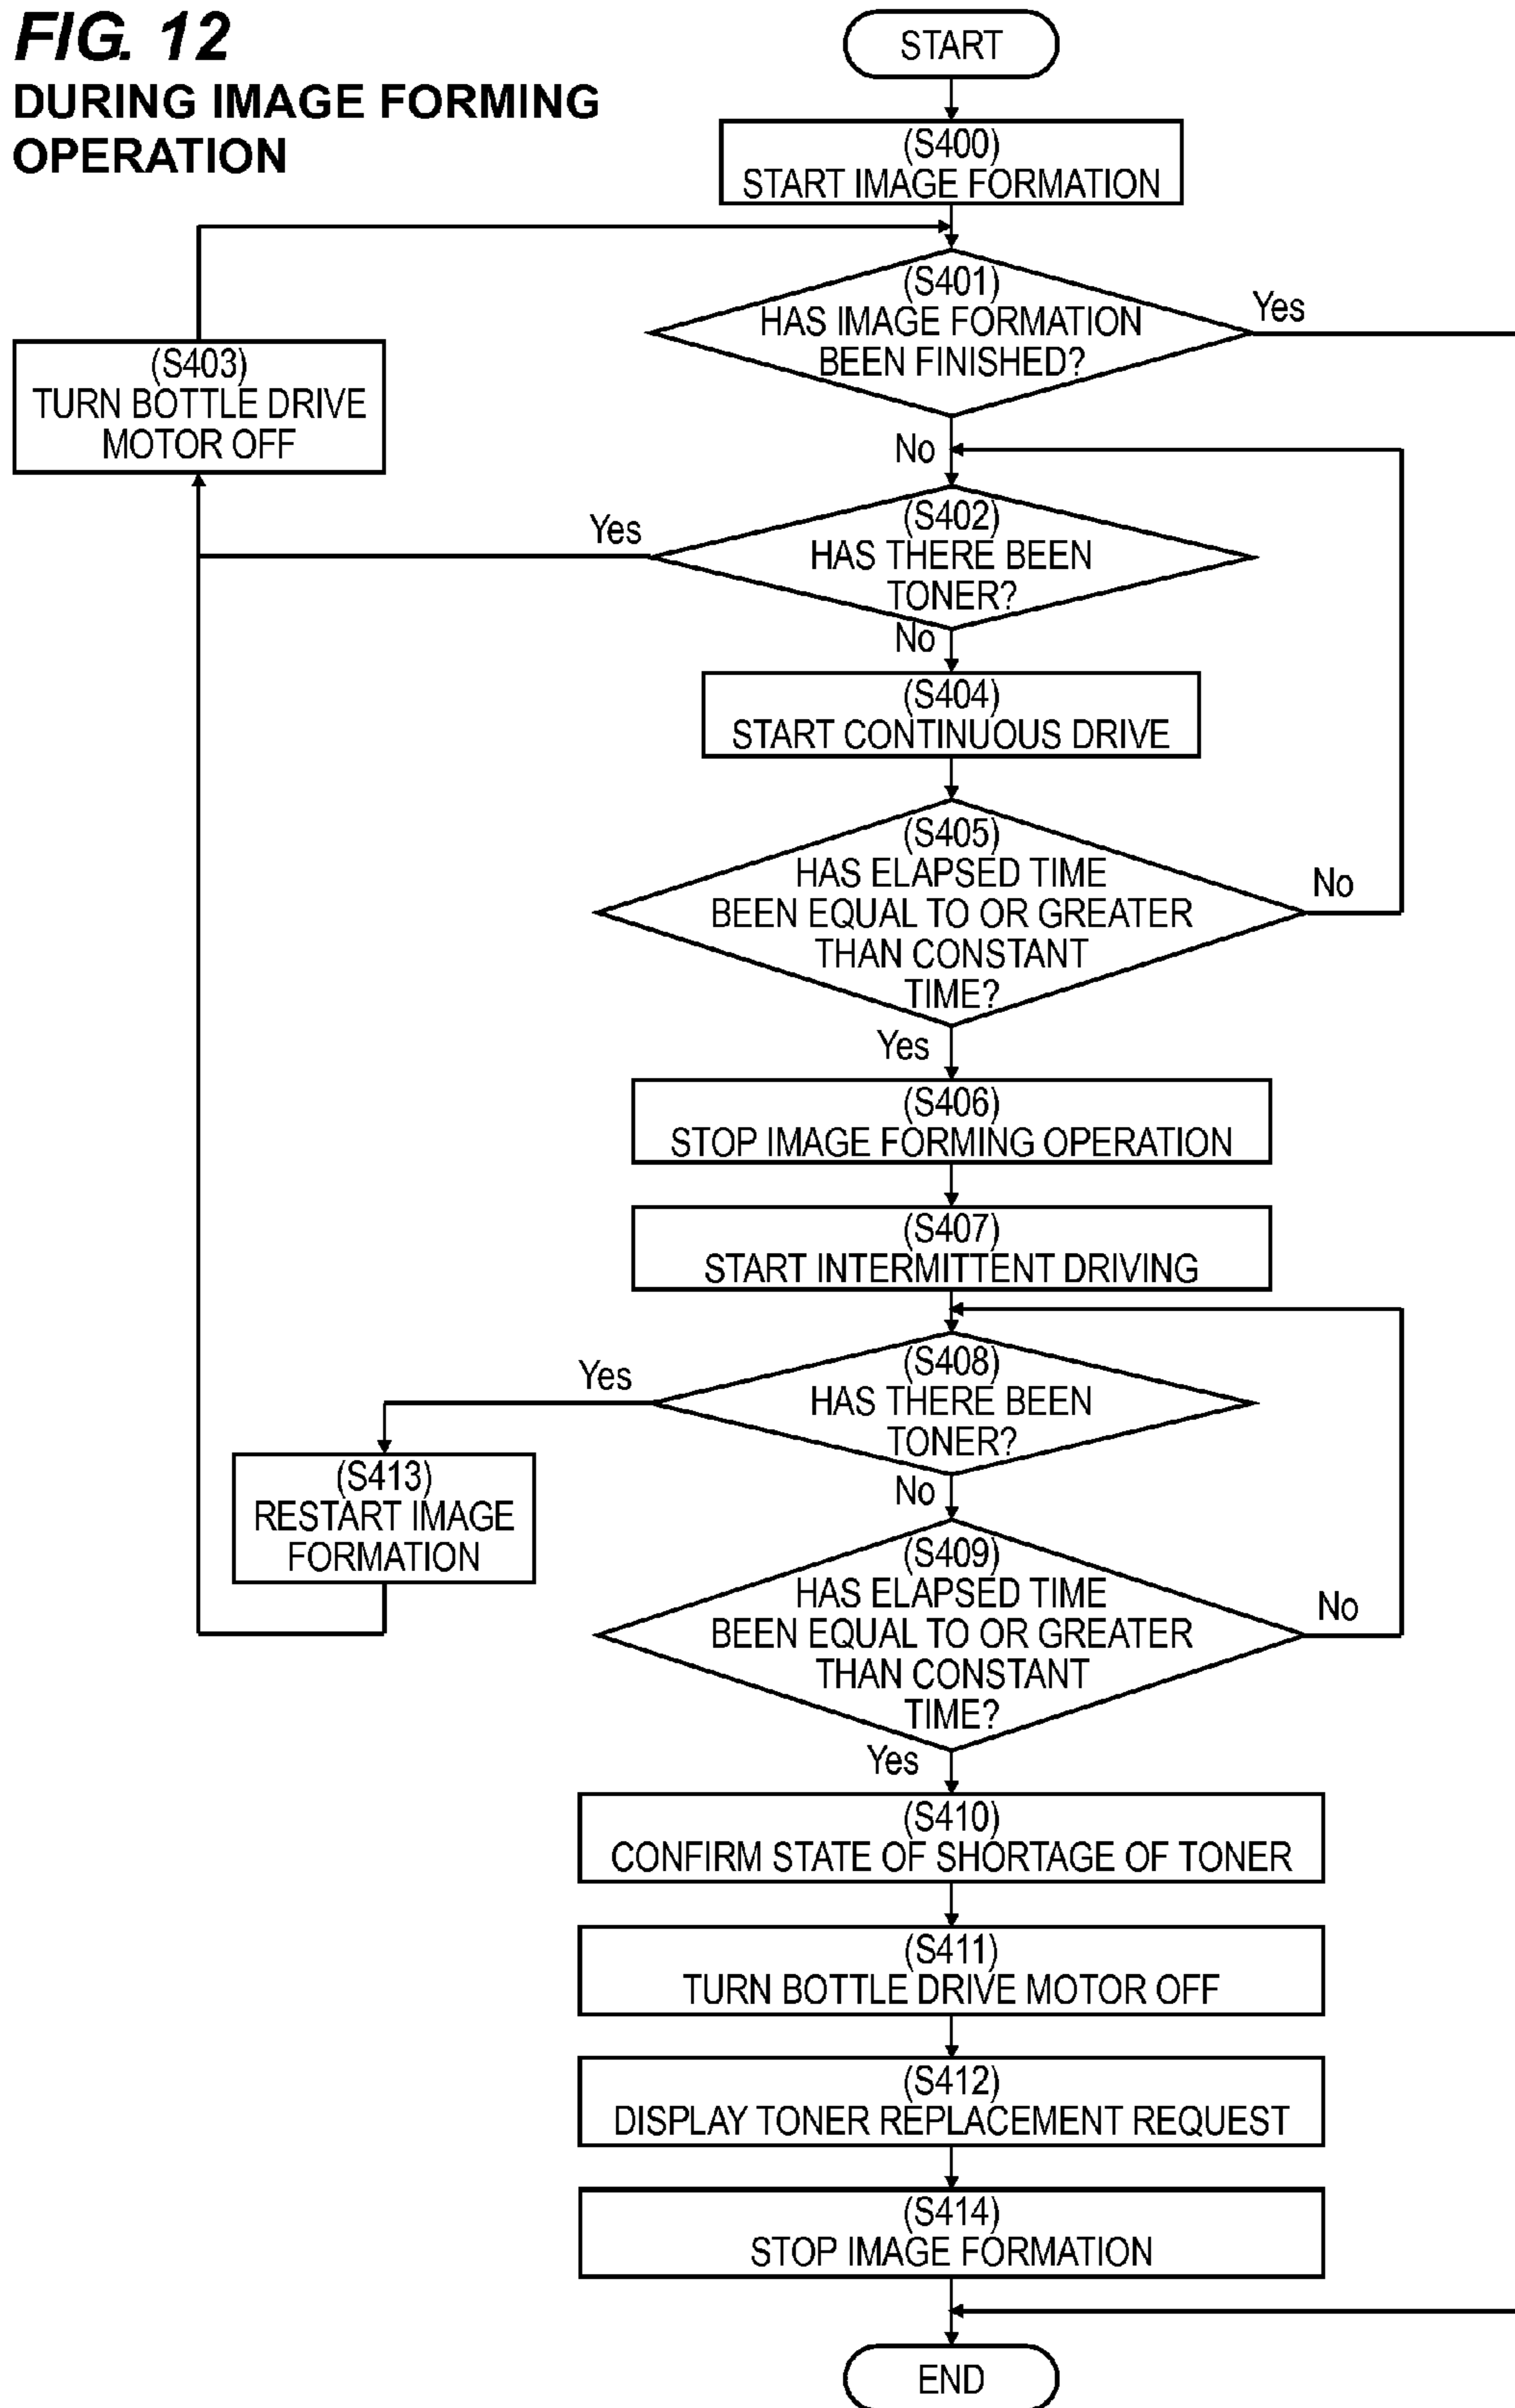 FIG. 12
DURING IMAGE FORMING
OPERATION
START
(S400)
START IMAGE FORMATION
(S401)
HAS IMAGE FORMATION
BEEN FINISHED?
Yes
No
(S403)
TURN BOTTLE DRIVE
MOTOR OFF
(S402)
HAS THERE BEEN
TONER?
Yes
No
(S404)
START CONTINUOUS DRIVE
(S405)
HAS ELAPSED TIME
BEEN EQUAL TO OR GREATER
THAN CONSTANT
TIME?
No
Yes
(S406)
STOP IMAGE FORMING OPERATION
(S407)
START INTERMITTENT DRIVING
(S408)
HAS THERE BEEN
TONER?
Yes
No
(S413)
RESTART IMAGE
FORMATION
(S409)
HAS ELAPSED TIME
BEEN EQUAL TO OR GREATER
THAN CONSTANT
TIME?
No
Yes
(S410)
CONFIRM STATE OF SHORTAGE OF TONER
(S411)
TURN BOTTLE DRIVE MOTOR OFF
(S412)
DISPLAY TONER REPLACEMENT REQUEST
(S414)
STOP IMAGE FORMATION
END